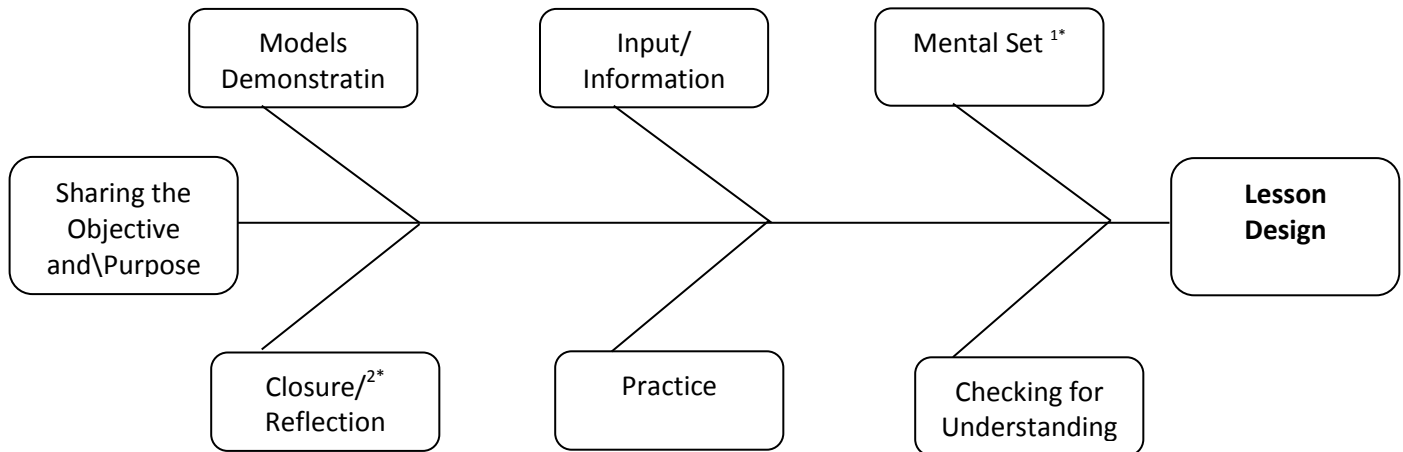 Models
Demonstratin
Input/
Information
Mental Set 1*
Sharing the
Objective
and\Purpose
Lesson
Design
Closure/2*
Reflection
Practice
Checking for
Understanding